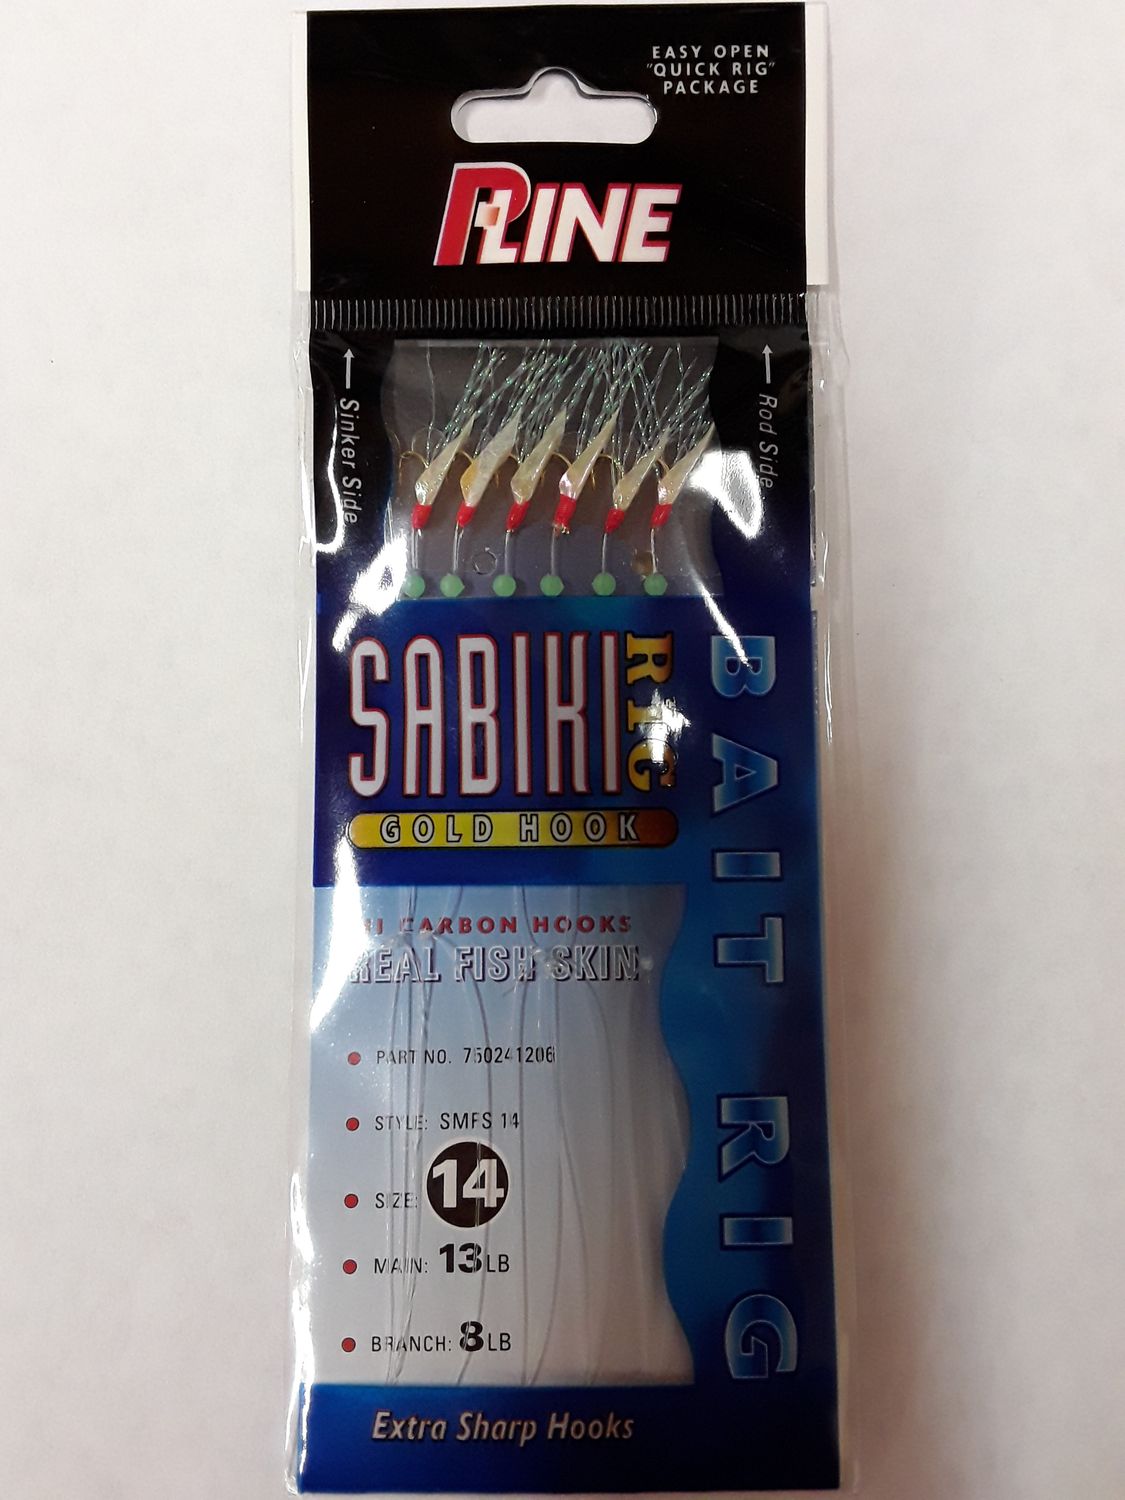 EASY OPEN
"QUICK RIG"
PACKAGE
P-LINE
Sinker Side
Rod Side
SABIKI
RIG
GOLD HOOK
BAIT RIG
CARBON HOOKS
REAL FISH SKIN
PART NO. 750241206
STYLE: SMFS 14
SIZE: 14
MAIN: 13LB
BRANCH: 8LB
Extra Sharp Hooks